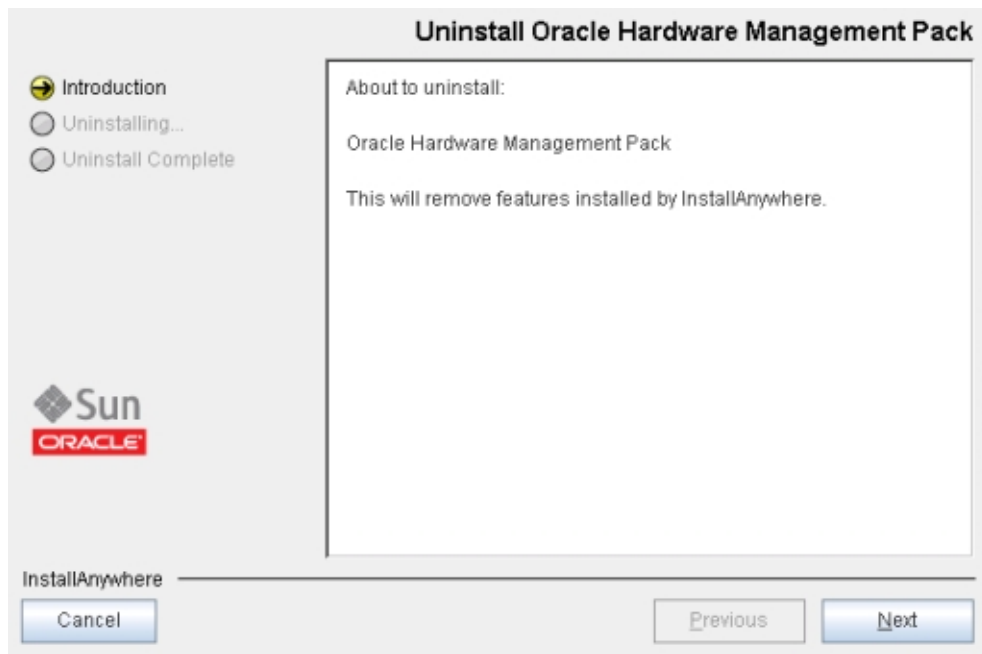 Uninstall Oracle Hardware Management Pack
Introduction
Uninstalling...
Uninstall Complete
About to uninstall:
Oracle Hardware Management Pack
This will remove features installed by InstallAnywhere.
Sun
ORACLE
InstallAnywhere
Cancel
Previous
Next